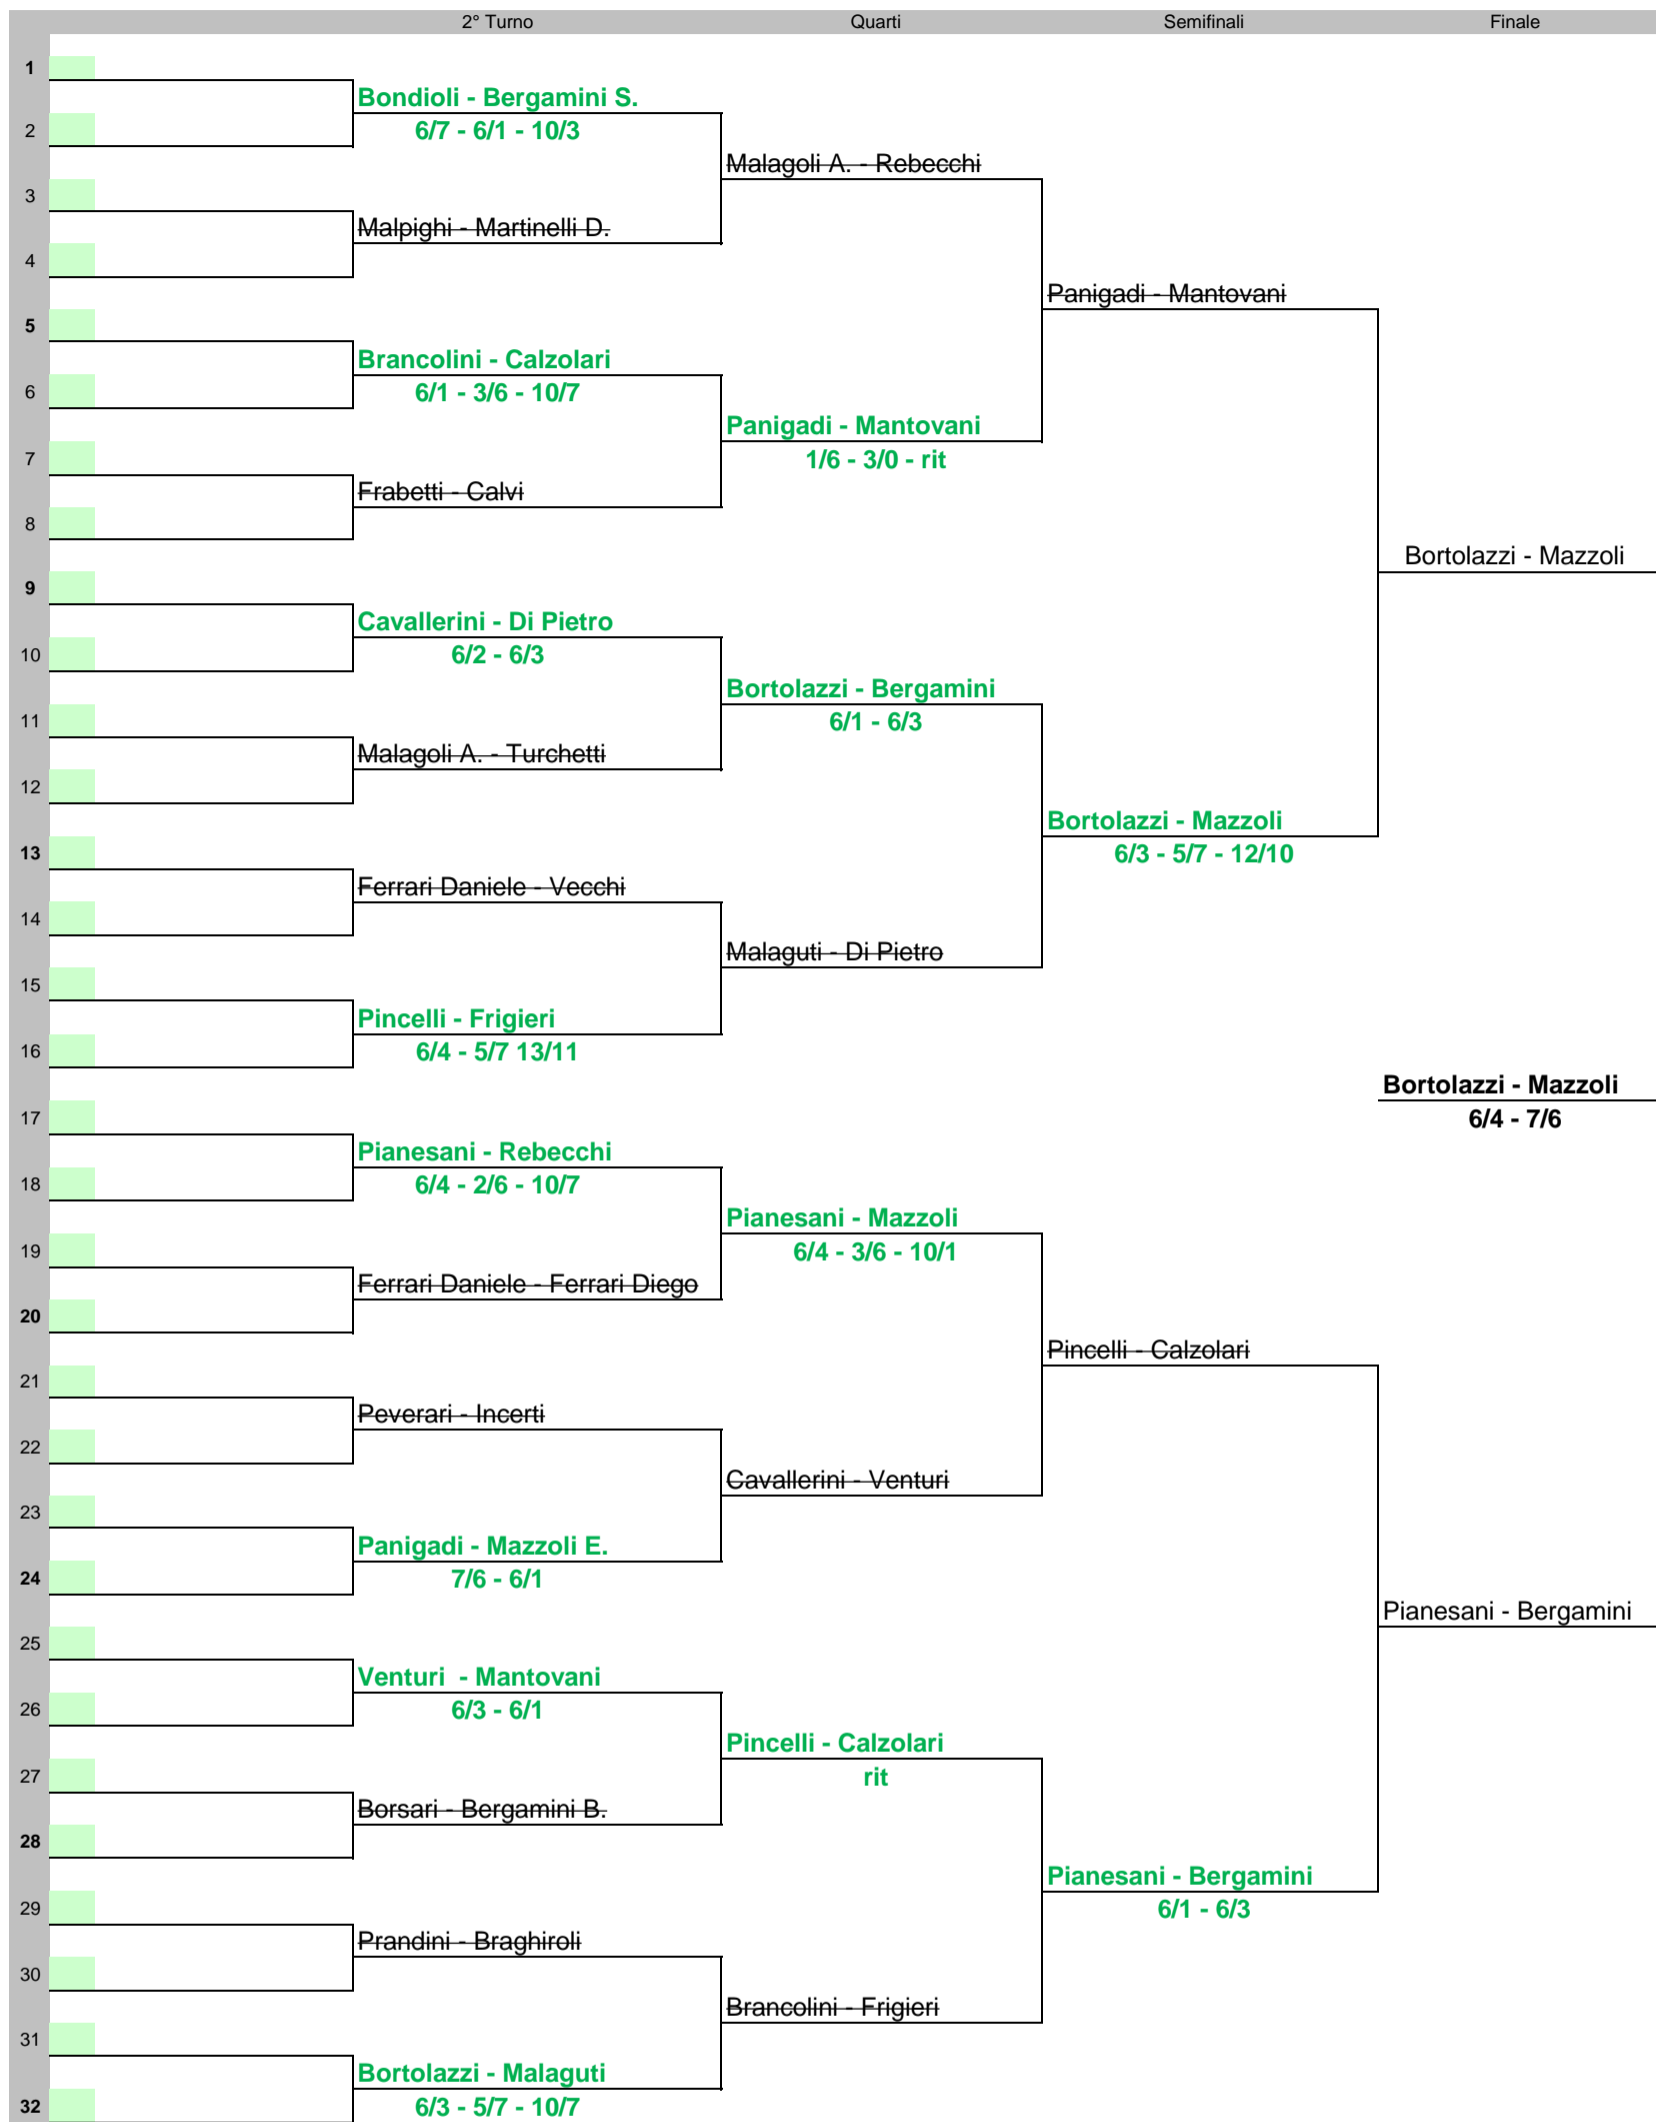 2° Turno Quarti Semifinali Finale
1
Bondioli - Bergamini S.
2 6/7 - 6/1 - 10/3
Malagoli A. - Rebecchi
3
Malpighi - Martinelli D.
4
Panigadi - Mantovani
5
Brancolini - Calzolari
6 6/1 - 3/6 - 10/7
Panigadi - Mantovani
7 1/6 - 3/0 - rit
Frabetti - Calvi
8
Bortolazzi - Mazzoli
9
Cavallerini - Di Pietro
10 6/2 - 6/3
Bortolazzi - Bergamini
11 6/1 - 6/3
Malagoli A. - Turchetti
12
Bortolazzi - Mazzoli
13 6/3 - 5/7 - 12/10
Ferrari Daniele - Vecchi
14
Malaguti - Di Pietro
15
Pincelli - Frigieri
16 6/4 - 5/7 13/11
Bortolazzi - Mazzoli
17 6/4 - 7/6
Pianesani - Rebecchi
18 6/4 - 2/6 - 10/7
Pianesani - Mazzoli
19 6/4 - 3/6 - 10/1
Ferrari Daniele - Ferrari Diego
20
Pincelli - Calzolari
21
Peverari - Incerti
22
Cavallerini - Venturi
23
Panigadi - Mazzoli E.
24 7/6 - 6/1
Pianesani - Bergamini
25
Venturi - Mantovani
26 6/3 - 6/1
Pincelli - Calzolari
27 rit
Borsari - Bergamini B.
28
Pianesani - Bergamini
29 6/1 - 6/3
Prandini - Braghiroli
30
Brancolini - Frigieri
31
Bortolazzi - Malaguti
32 6/3 - 5/7 - 10/7